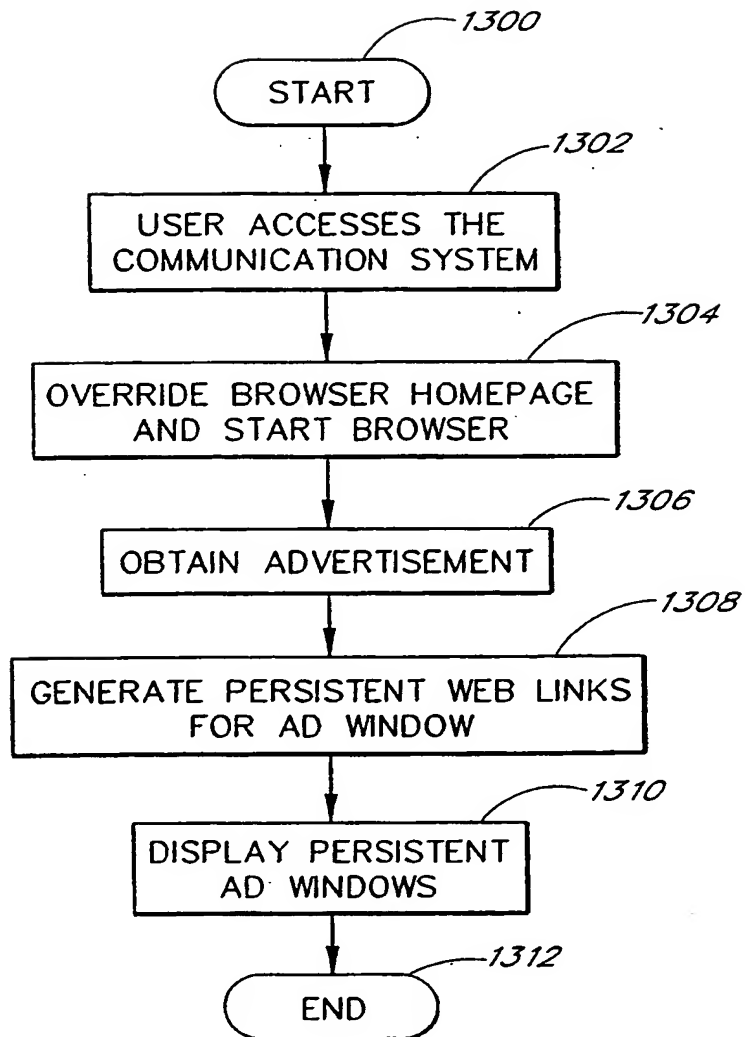 1300
START
1302
USER ACCESSES THE
COMMUNICATION SYSTEM
1304
OVERRIDE BROWSER HOMEPAGE
AND START BROWSER
1306
OBTAIN ADVERTISEMENT
1308
GENERATE PERSISTENT WEB LINKS
FOR AD WINDOW
1310
DISPLAY PERSISTENT
AD WINDOWS
1312
END